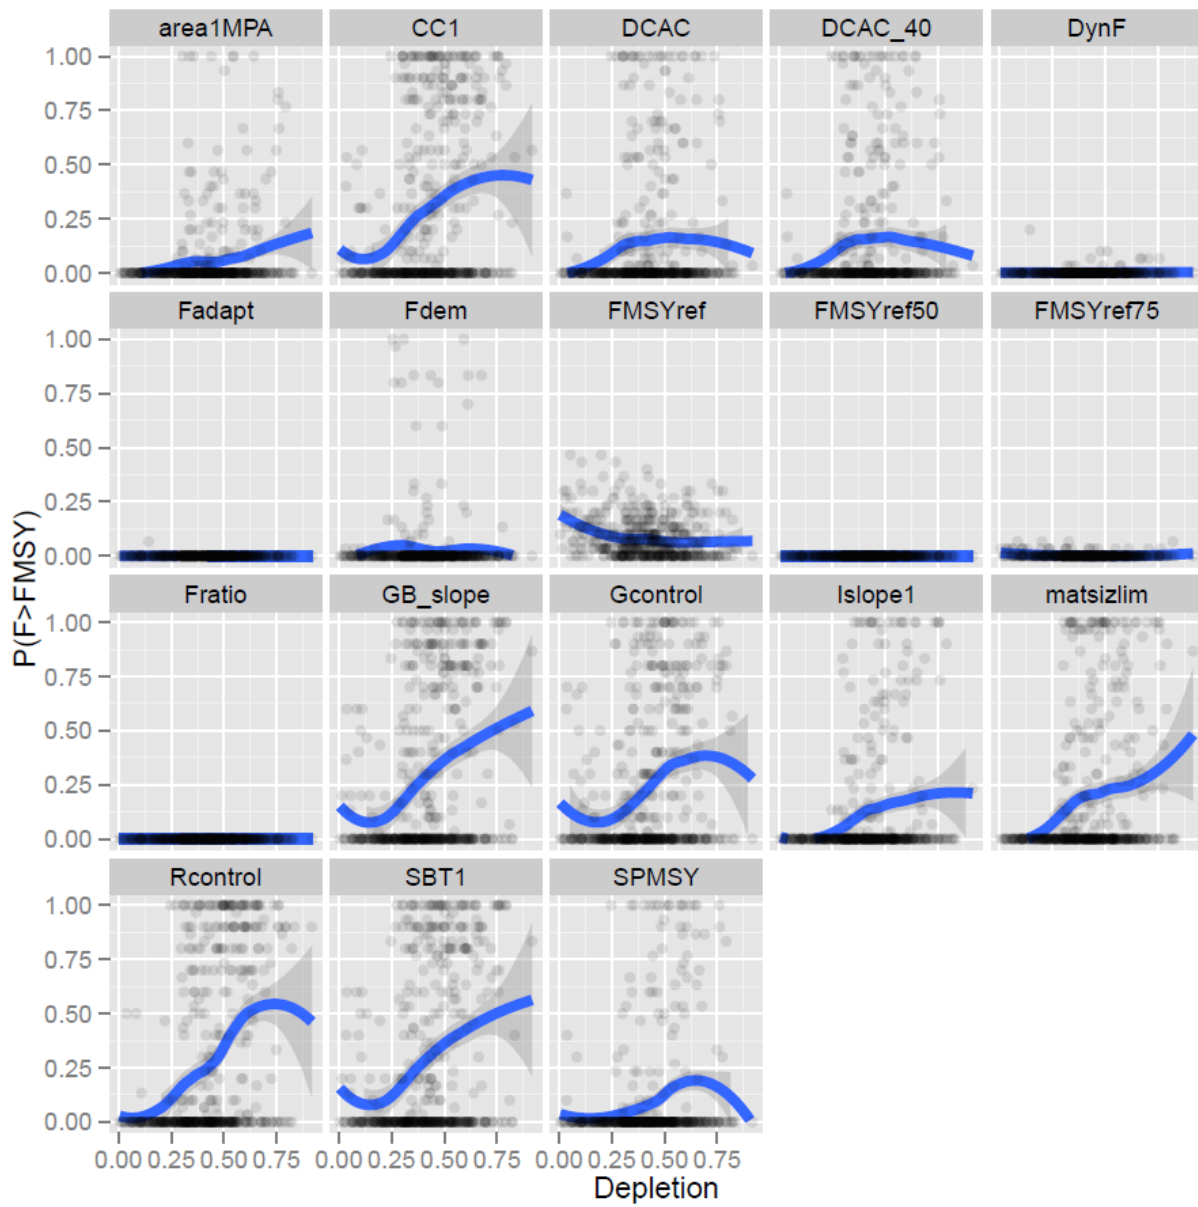 area1MPA CC1 DCAC DCAC_40 DynF
1.00
0.75
0.50
0.25
0.00
Fadapt Fdem FMSYref FMSYref50 FMSYref75
1.00
0.75
0.50
0.25
0.00
P(F>FMSY)
Fratio GB_slope Gcontrol Islope1 matsizlim
1.00
0.75
0.50
0.25
0.00
Rcontrol SBT1 SPMSY
1.00
0.75
0.50
0.25
0.00
0.00 0.25 0.50 0.75 0.00 0.25 0.50 0.75 0.00 0.25 0.50 0.75
Depletion